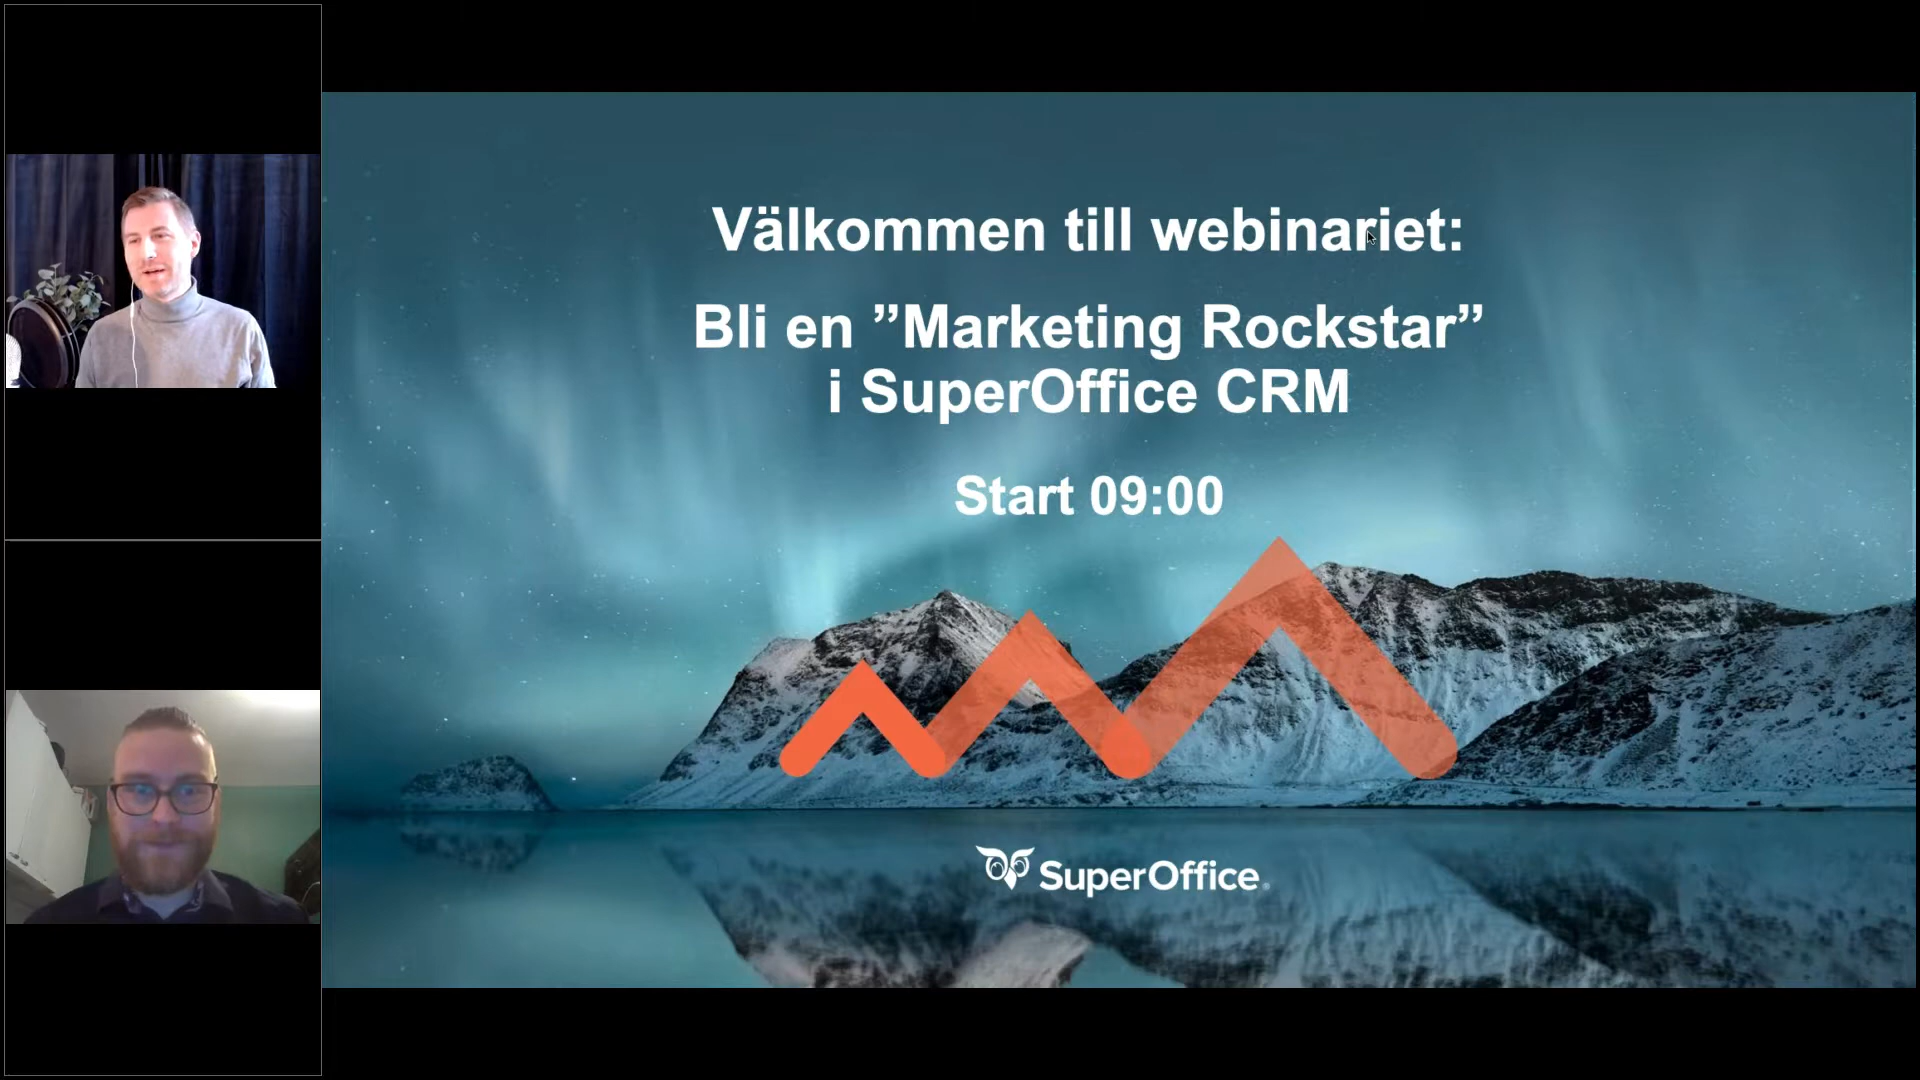 Välkommen till webinariet:
Bli en ”Marketing Rockstar”
i SuperOffice CRM
Start 09:00
SuperOffice